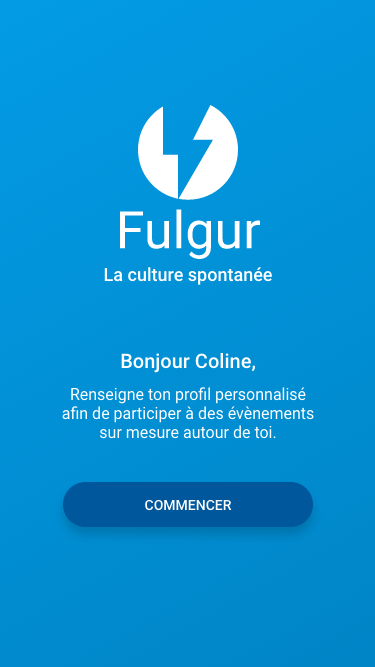 Fulgur
La culture spontanée
Bonjour Coline,
Renseigne ton profil personnalisé
afin de participer à des évènements
sur mesure autour de toi.
COMMENCER